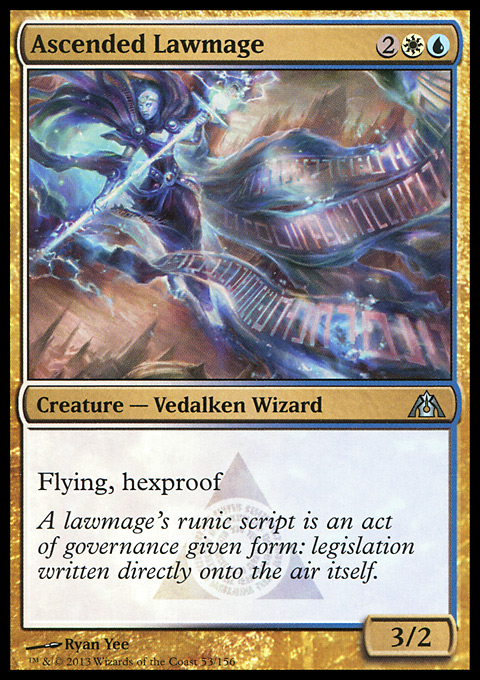 Ascended Lawmage 2
Creature — Vedalken Wizard
Flying, hexproof
A lawmage's runic script is an act
of governance given form: legislation
written directly onto the air itself.
Ryan Yee
3/2
™ & © 2013 Wizards of the Coast 53/156